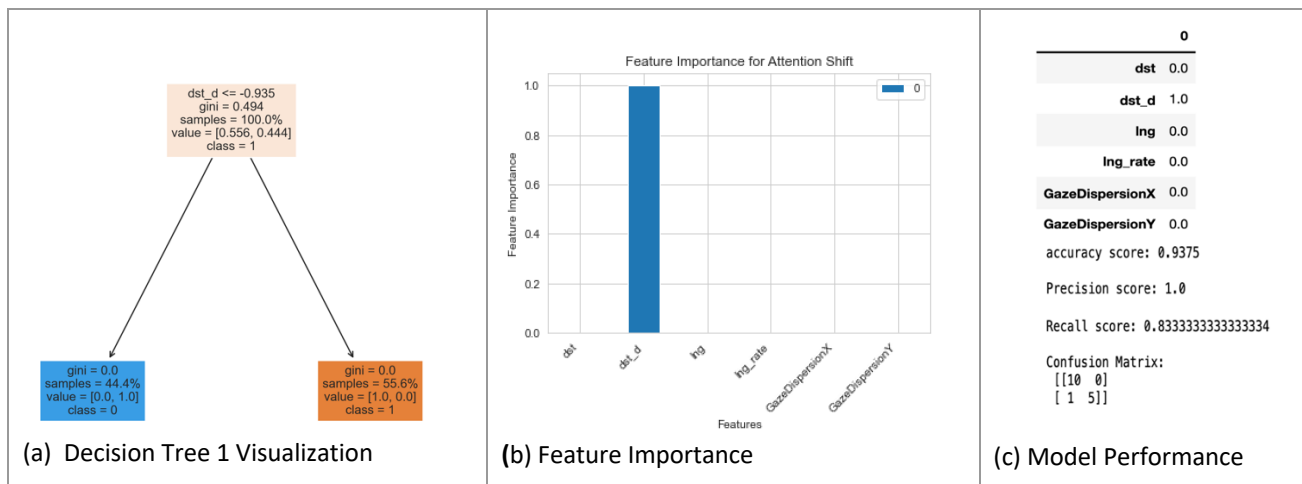 dst_d <= -0.935
gini = 0.494
samples = 100.0%
value = [0.556, 0.444]
class = 1
gini = 0.0
samples = 44.4%
value = [0.0, 1.0]
class = 0
gini = 0.0
samples = 55.6%
value = [1.0, 0.0]
class = 1
(a) Decision Tree 1 Visualization
Feature Importance for Attention Shift
0
Feature Importance
1.0
0.8
0.6
0.4
0.2
0.0
dst
dst_d
lng
lng_rate
GazeDispersionX
GazeDispersionY
Features
(b) Feature Importance
0
dst 0.0
dst_d 1.0
lng 0.0
lng_rate 0.0
GazeDispersionX 0.0
GazeDispersionY 0.0
accuracy score: 0.9375
Precision score: 1.0
Recall score: 0.8333333333333334
Confusion Matrix:
[[10 0]
[ 1 5]]
(c) Model Performance